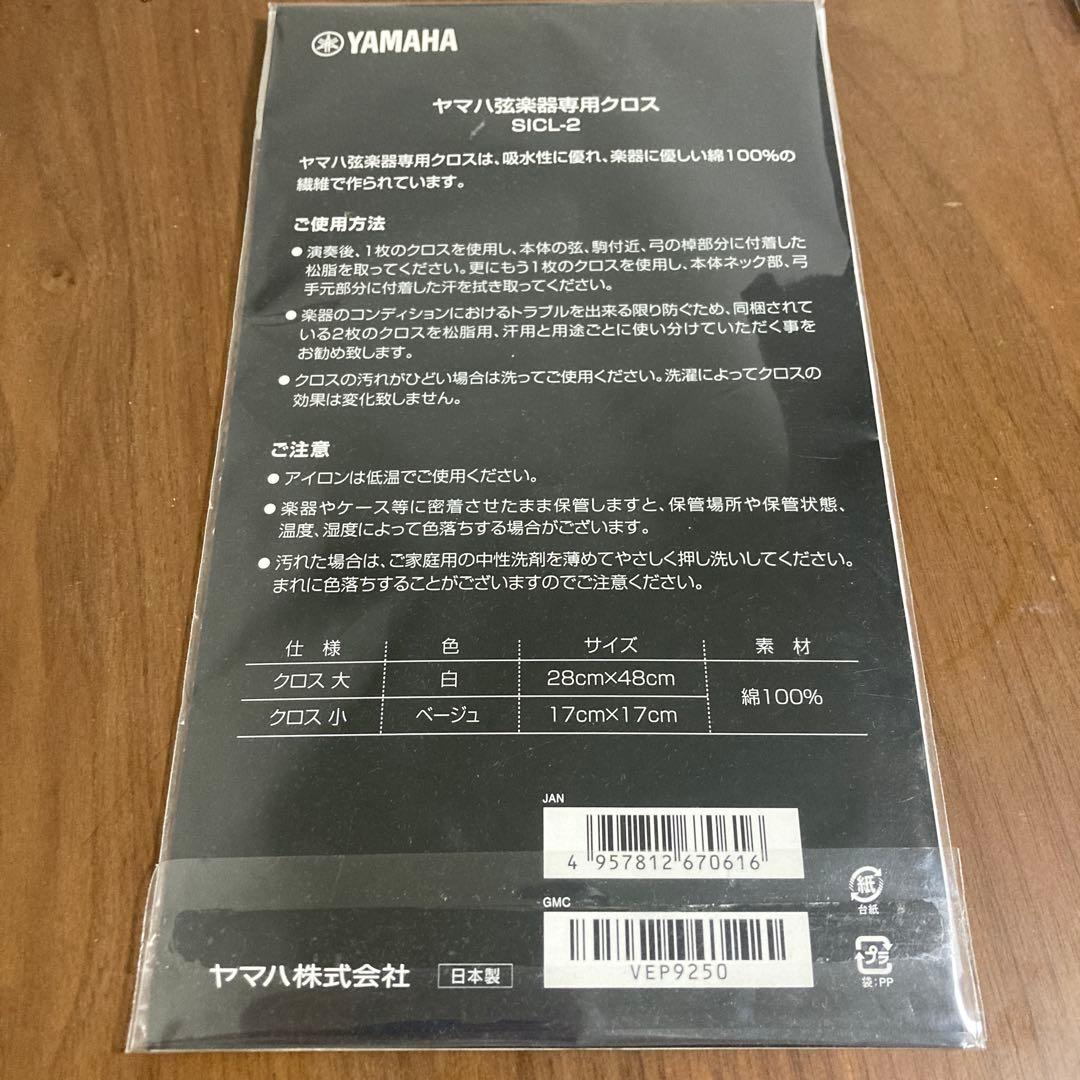 YAMAHA
ヤマハ弦楽器専用クロス
SICL-2
ヤマハ弦楽器専用クロスは、吸水性に優れ、楽器に優しい綿100%の
繊維で作られています。
ご使用方法
● 演奏後、1枚のクロスを使用し、本体の弦、駒付近、弓の棹部分に付着した
松脂を取ってください。更にもう1枚のクロスを使用し、本体ネック部、弓
手元部分に付着した汗を拭き取ってください。
● 楽器のコンディションにおけるトラブルを出来る限り防ぐため、同梱されて
いる2枚のクロスを松脂用、汗用と用途ごとに使い分けていただく事を
お勧め致します。
● クロスの汚れがひどい場合は洗ってご使用ください。洗濯によってクロスの
効果は変化致しません。
ご注意
● アイロンは低温でご使用ください。
● 楽器やケース等に密着させたまま保管しますと、保管場所や保管状態、
温度、湿度によって色落ちする場合がございます。
● 汚れた場合は、ご家庭用の中性洗剤を薄めてやさしく押し洗いしてください。
まれに色落ちすることがございますのでご注意ください。
仕 様 色 サイズ 素 材
クロス 大 白 28cm×48cm 綿100%
クロス 小 ベージュ 17cm×17cm
JAN
4 957812 670616
GMC
VEP9250
紙
台紙
プラ
袋:PP
ヤマハ株式会社 日本製